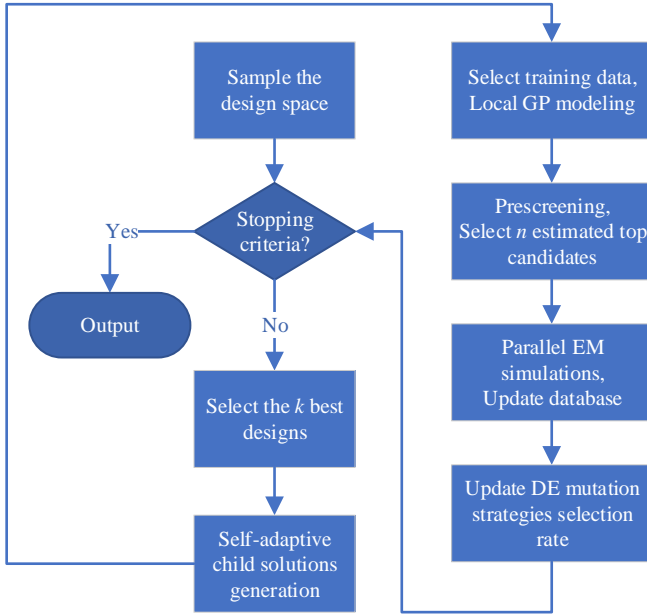 Sample the
design space
Stopping
criteria?
Yes
Output
No
Select the k best
designs
Self-adaptive
child solutions
generation
Select training data,
Local GP modeling
Prescreening,
Select n estimated top
candidates
Parallel EM
simulations,
Update database
Update DE mutation
strategies selection
rate